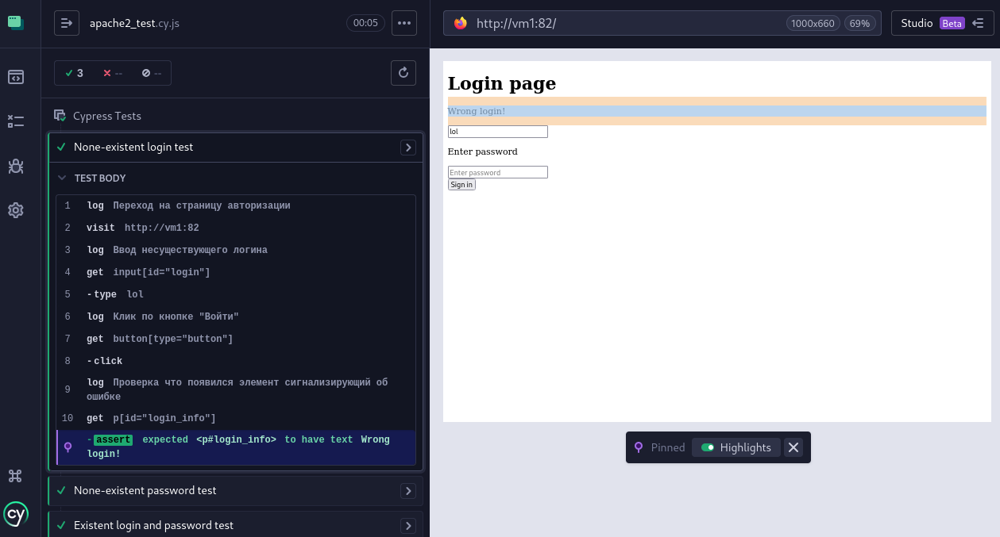 apache2_test.cy.js
00:05
3
--
--
Cypress Tests
None-existent login test
TEST BODY
1 log Переход на страницу авторизации
2 visit http://vm1:82
3 log Ввод несуществующего логина
4 get input[id="login"]
5 -type lol
6 log Клик по кнопке "Войти"
7 get button[type="button"]
8 -click
9 log Проверка что появился элемент сигнализирующий об
ошибке
10 get p[id="login_info"]
-assert expected <p#login_info> to have text Wrong
login!
None-existent password test
Existent login and password test
cy
http://vm1:82/
1000x660
69%
Studio Beta
Login page
Wrong login!
lol
Enter password
Enter password
Sign in
Pinned
Highlights